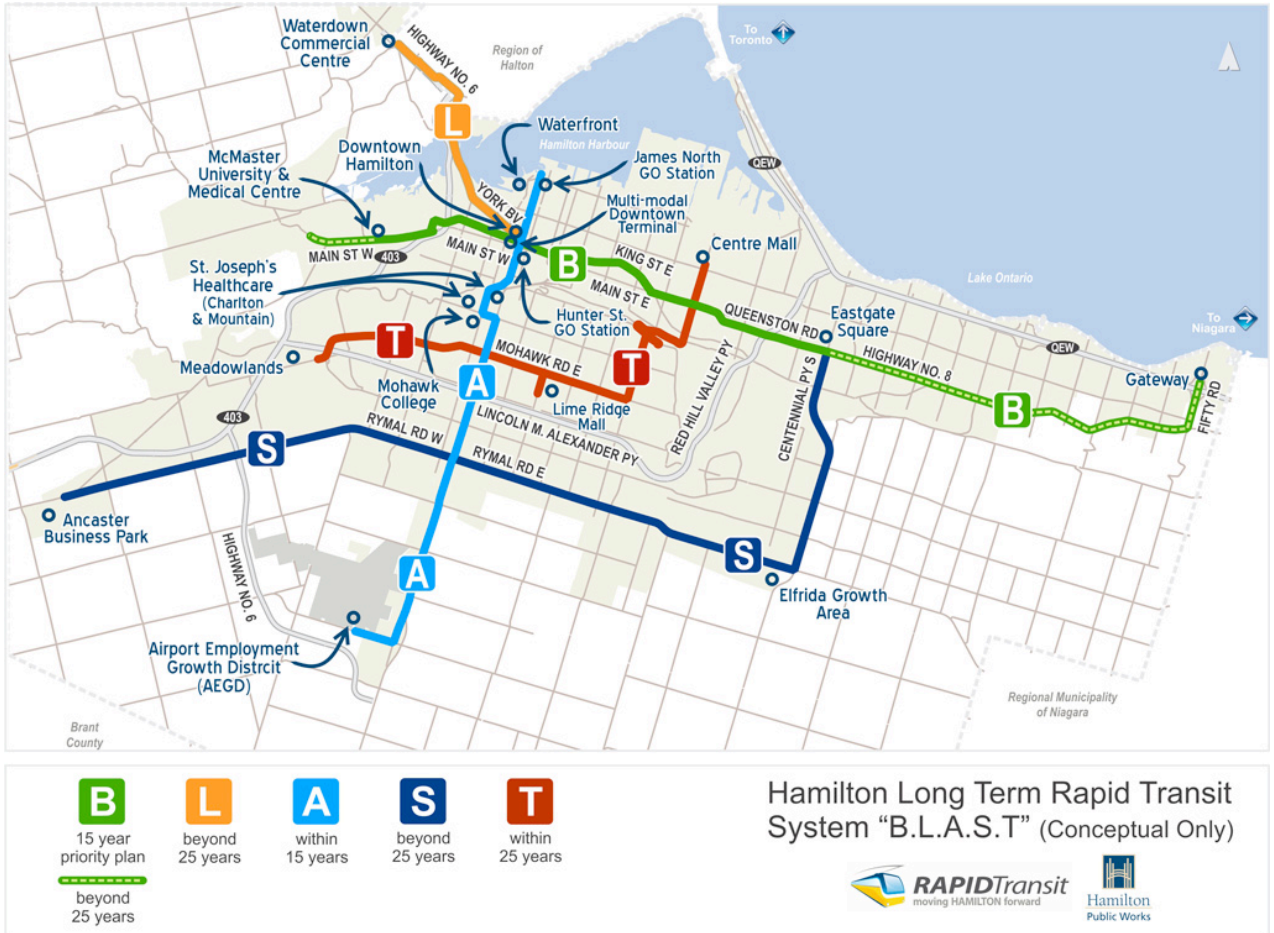 Waterdown
Commercial
Centre
HIGHWAY NO. 6
Region of
Halton
To
Toronto
L
Waterfront
Hamilton Harbour
Downtown
Hamilton
James North
GO Station
QEW
McMaster
University &
Medical Centre
YORK BV
Multi-modal
Downtown
Terminal
Centre Mall
MAIN ST W
403
MAIN ST W
B
KING ST E
Lake Ontario
St. Joseph's
Healthcare
(Charlton
& Mountain)
MAIN ST E
Hunter St.
GO Station
QUEENSTON RD
Eastgate
Square
To
Niagara
QEW
T
MOHAWK RD E
T
HIGHWAY NO. 8
Meadowlands
Mohawk
College
A
Lime Ridge
Mall
RED HILL VALLEY PY
CENTENNIAL PY S
B
Gateway
FIFTY RD
403
LINCOLN M. ALEXANDER PY
S
RYMAL RD W
RYMAL RD E
Ancaster
Business Park
HIGHWAY NO. 6
A
S
Elfrida Growth
Area
Airport Employment
Growth Distrcit
(AEGD)
Brant
County
Regional Municipality
of Niagara
B
15 year
priority plan
beyond
25 years
L
beyond
25 years
A
within
15 years
S
beyond
25 years
T
within
25 years
Hamilton Long Term Rapid Transit
System “B.L.A.S.T” (Conceptual Only)
RAPIDTransit
moving HAMILTON forward
Hamilton
Public Works